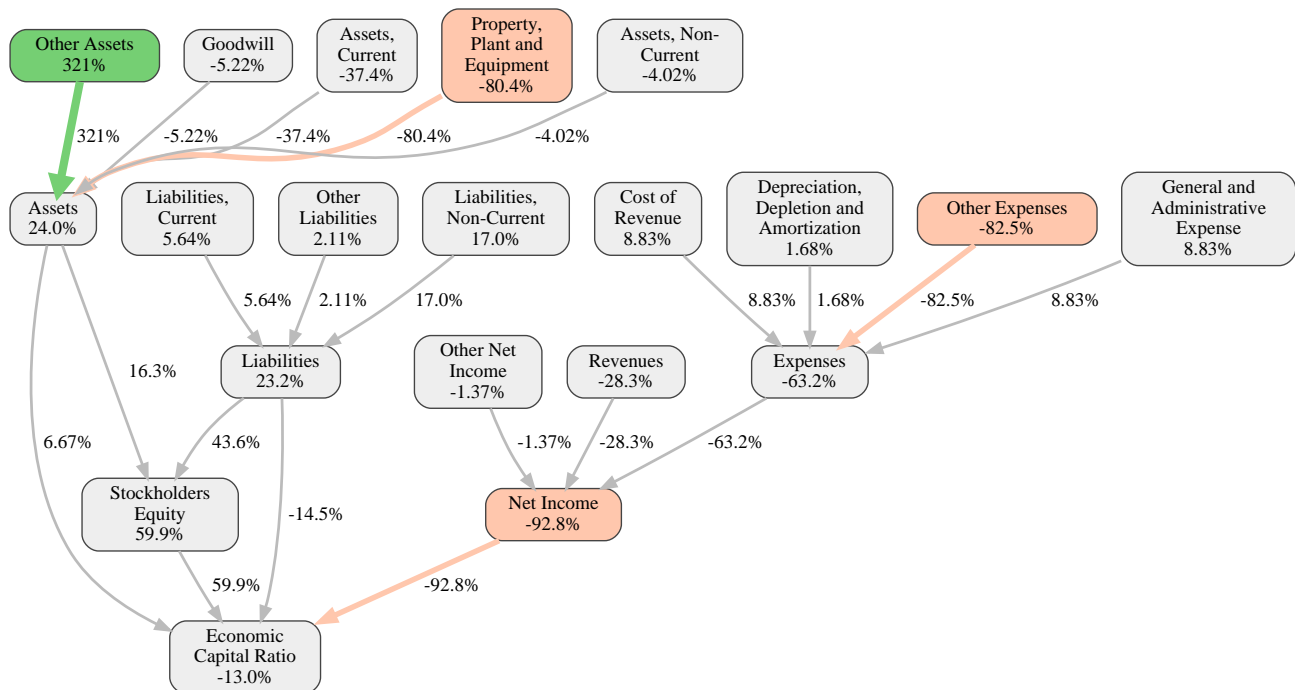 Other Assets
321%
Goodwill
-5.22%
Assets,
Current
-37.4%
Property,
Plant and
Equipment
-80.4%
Assets, Non-
Current
-4.02%
321%
-5.22%
-37.4%
-80.4%
-4.02%
Assets
24.0%
Liabilities,
Current
5.64%
Other
Liabilities
2.11%
Liabilities,
Non-Current
17.0%
Cost of
Revenue
8.83%
Depreciation,
Depletion and
Amortization
1.68%
Other Expenses
-82.5%
General and
Administrative
Expense
8.83%
5.64%
2.11%
17.0%
8.83%
1.68%
-82.5%
8.83%
16.3%
Liabilities
23.2%
Other Net
Income
-1.37%
Revenues
-28.3%
Expenses
-63.2%
6.67%
43.6%
-1.37%
-28.3%
-63.2%
Stockholders
Equity
59.9%
-14.5%
Net Income
-92.8%
59.9%
-92.8%
Economic
Capital Ratio
-13.0%